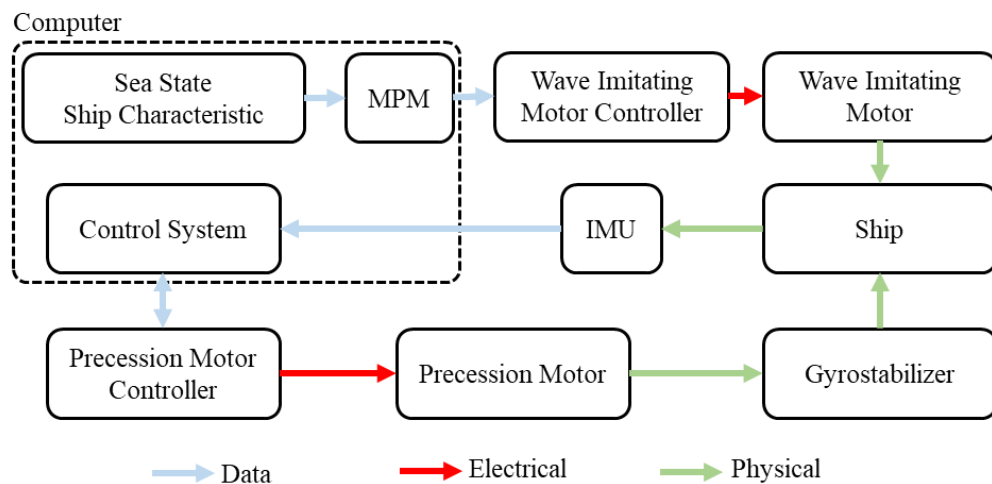 Computer
Sea State
Ship Characteristic
MPM
Wave Imitating
Motor Controller
Wave Imitating
Motor
Control System
IMU
Ship
Precession Motor
Controller
Precession Motor
Gyrostabilizer
Data
Electrical
Physical